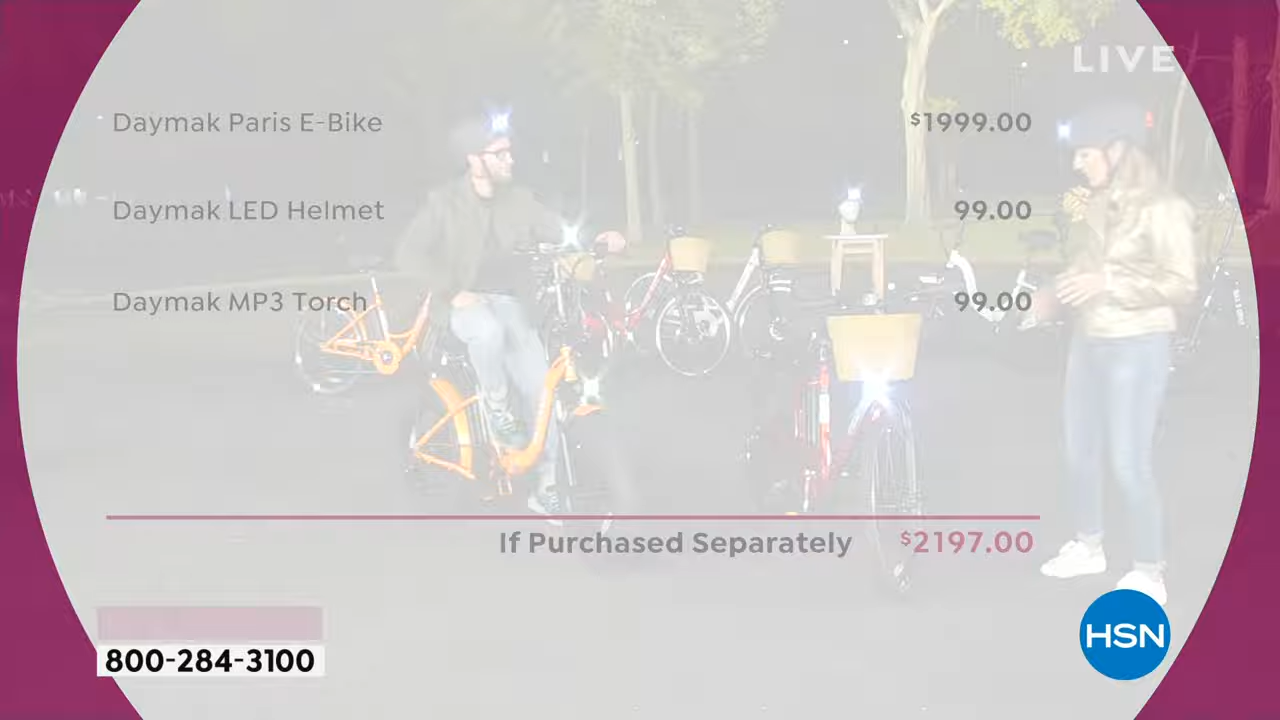 LIVE
Daymak Paris E-Bike $1999.00
Daymak LED Helmet 99.00
Daymak MP3 Torch 99.00
If Purchased Separately $2197.00
800-284-3100
HSN